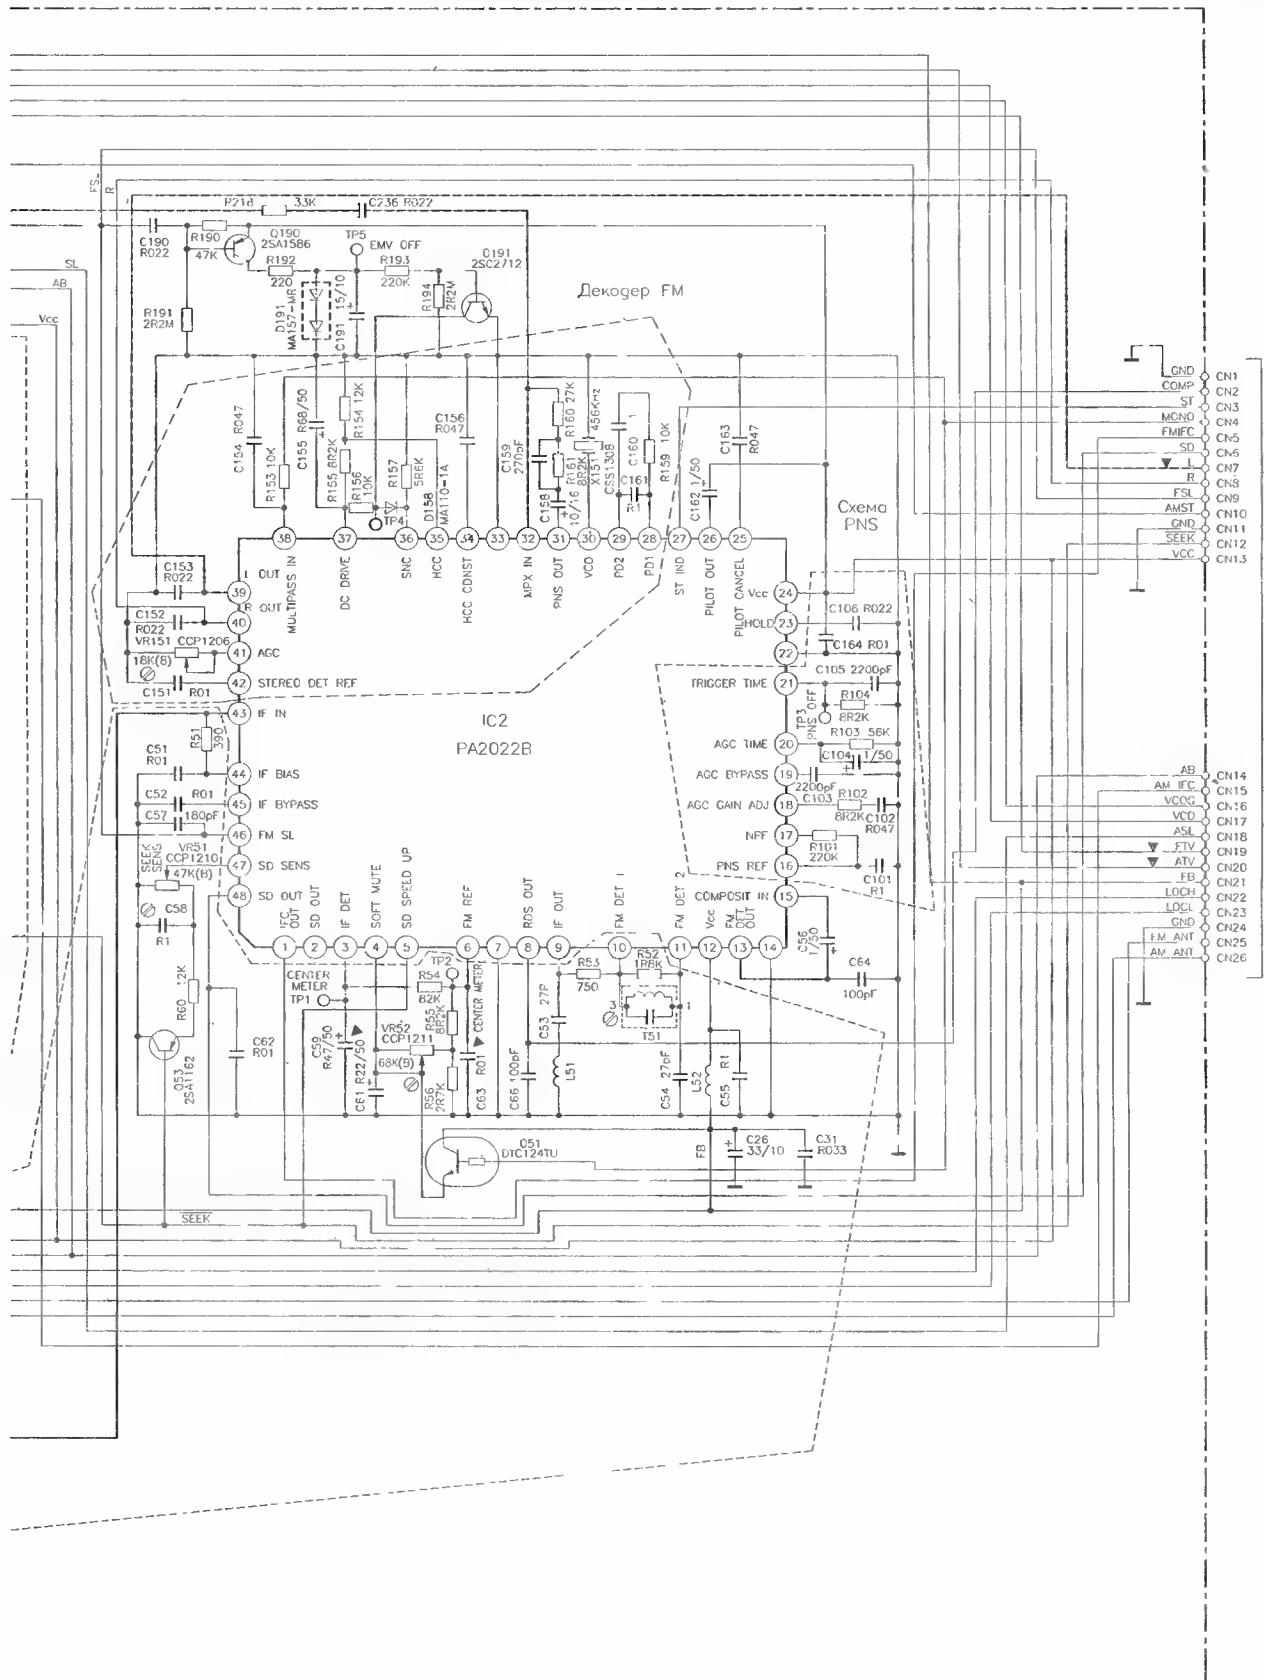 FSL
R
P218 33K
C236 R022
C190
R022
R190
47K
Q190
2SA1586
TP5
EMV OFF
R192
220
R193
220K
Q191
2SC2712
SL
AB
Vcc
R191
2R2M
D191
MA157-MR
C191 15/10
R194
2R2M
Декодер FM
C154 R047
R153 10K
C155 R68/50
R154 12K
R155 8R2K
R156
10K
R157
5R6K
D158
MA110-1A
TP4
C156
R047
C159
270pF
R160 27K
R161
8R2K
C158
10/16
456KHz
X151
CSS1308
C160 1
C161
R1
R159 10K
C162 1/50
C163
R047
Схема
PNS
38 37 36 35 34 33 32 31 30 29 28 27 26 25
MULTIPASS IN
DC DRIVE
SNC
HCC
HCC CONST
MPX IN
PNS OUT
VCO
PD2
PD1
ST IND
PILOT OUT
PILOT CANCEL
C153
R022
L OUT
39
R OUT
40
C152
R022
VR151 CCP1206
18K(B)
41 AGC
C151 R01
42 STEREO DET REF
43 IF IN
R51
390
C51
R01
44 IF BIAS
C52 R01
45 IF BYPASS
C57 180pF
46 FM SL
SEEK
SENS
VR51
CCP1210
47K(B)
47 SD SENS
48 SD OUT
C58
R1
IC2
PA2022B
Vcc 24
HOLD 23
C106 R022
22
C164 R01
TRIGGER TIME 21
C105 2200pF
TP3
PNS OFF
R104
8R2K
AGC TIME 20
R103 56K
C104 1/50
AGC BYPASS 19
2200pF
C103
AGC GAIN ADJ 18
R102
8R2K
C102
R047
NPF 17
R101
220K
PNS REF 16
C101
R1
COMPOSIT IN 15
IFC
OUT
SD OUT
IF DET
SOFT MUTE
SD SPEED UP
FM REF
RDS OUT
IF OUT
FM DET 1
FM DET 2
Vcc
FM
DET
OUT
1 2 3 4 5 6 7 8 9 10 11 12 13 14
R60 12K
Q53
2SA1162
C62
R01
CENTER
METER
TP1
C59
R47/50
C61 R22/50
R54
82K
TP2
R55
8R2K
VR52
CCP1211
68K(B)
R56
2R7K
CENTER METER
C63 R01
C66 100pF
C53 27P
R53
750
L51
R52
1R8K
3 1
T51
C54 27pF
L52
C55 R1
C56
1/50
C64
100pF
Q51
DTC124TU
FB
C26
33/10
C31
R033
SEEK
GND CN1
COMP CN2
ST CN3
MONO CN4
FMIFC CN5
SD CN6
L CN7
R CN8
FSL CN9
AMST CN10
GND CN11
SEEK CN12
VCC CN13
AB CN14
AM IFC CN15
VCOG CN16
VCO CN17
ASL CN18
FTV CN19
ATV CN20
FB CN21
LOCH CN22
LOCL CN23
GND CN24
FM ANT CN25
AM ANT CN26